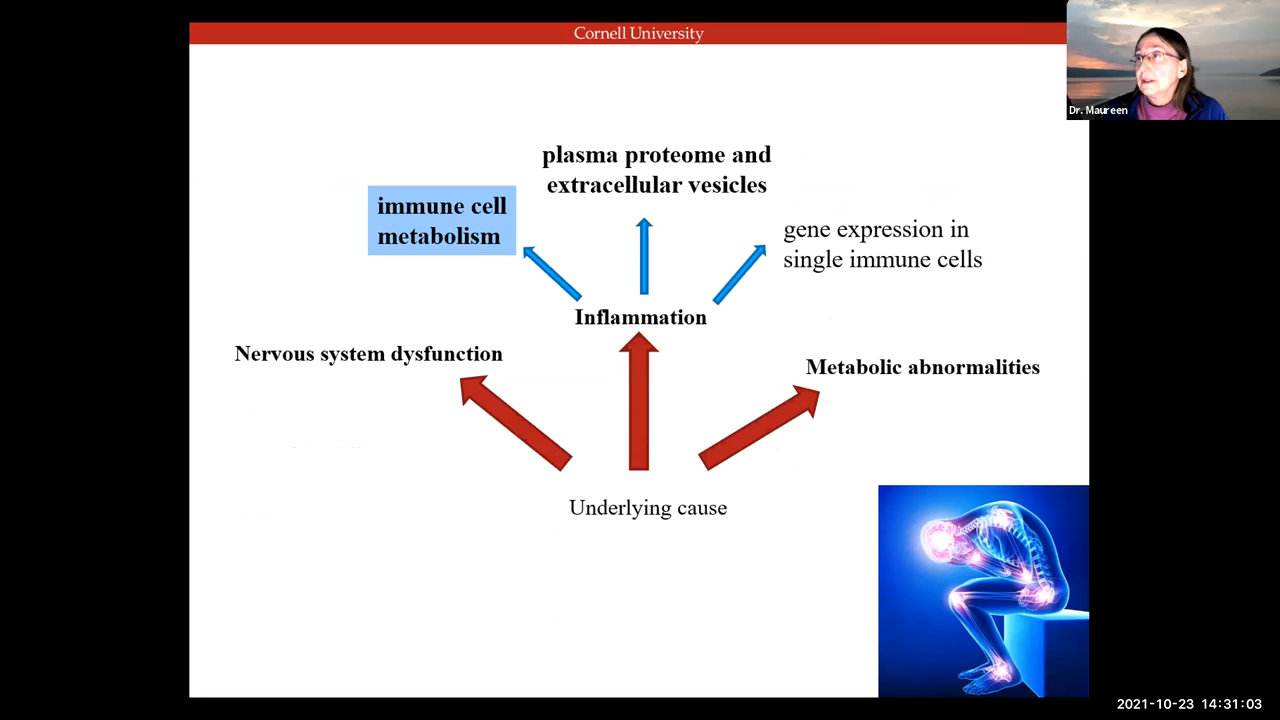 Cornell University
Dr. Maureen
plasma proteome and
extracellular vesicles
immune cell
metabolism
gene expression in
single immune cells
Inflammation
Nervous system dysfunction
Metabolic abnormalities
Underlying cause
2021-10-23 14:31:03